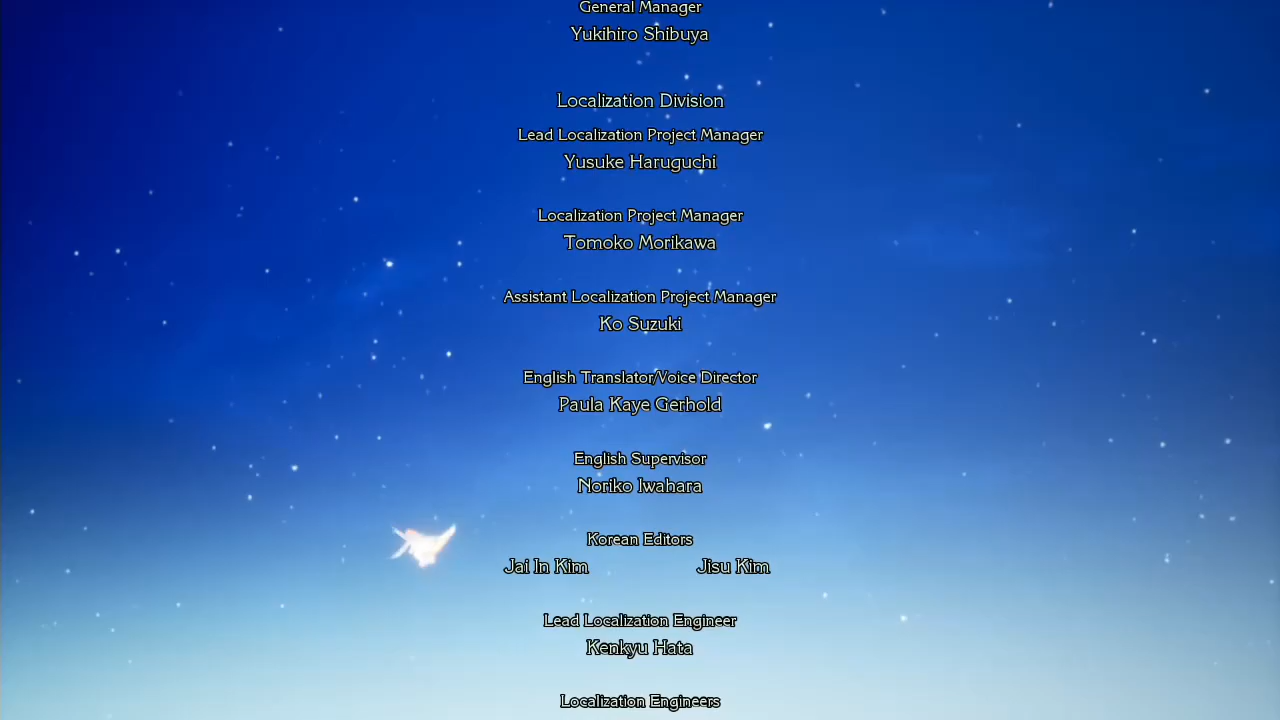 General Manager
Yukihiro Shibuya
Localization Division
Lead Localization Project Manager
Yusuke Haruguchi
Localization Project Manager
Tomoko Morikawa
Assistant Localization Project Manager
Ko Suzuki
English Translator/Voice Director
Paula Kaye Gerhold
English Supervisor
Noriko Iwahara
Korean Editors
Jai In Kim Jisu Kim
Lead Localization Engineer
Kenkyu Hata
Localization Engineers